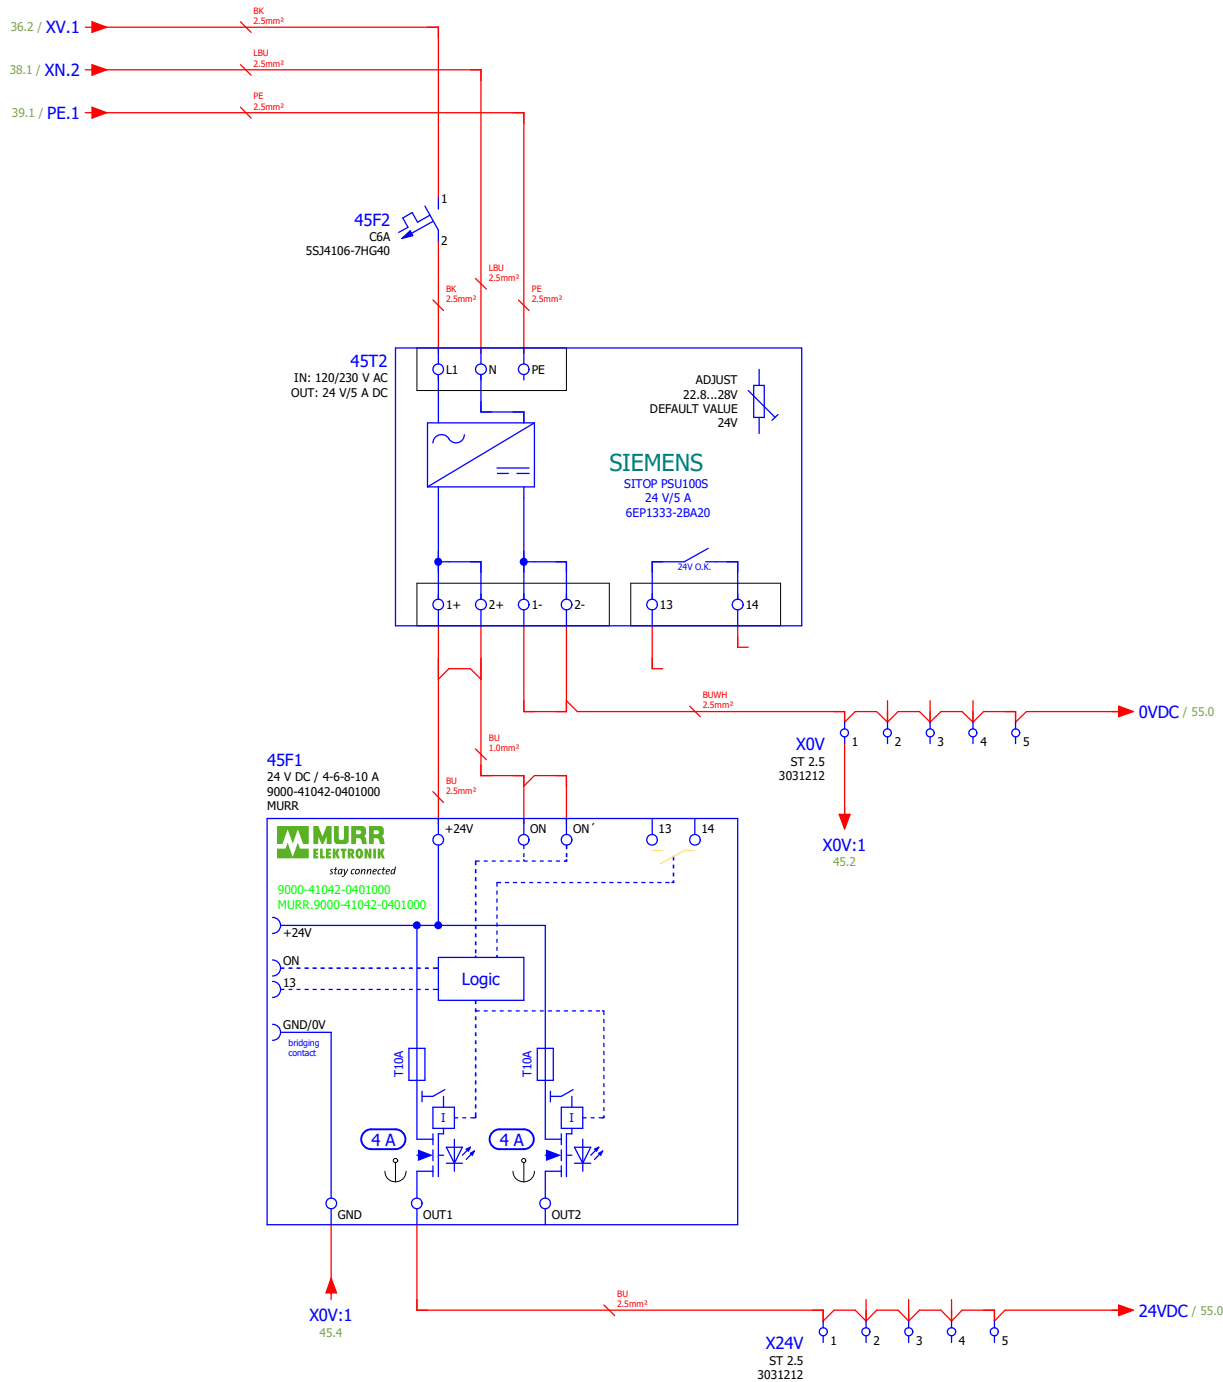 36.2 / XV.1
BK
2.5mm²
38.1 / XN.2
LBU
2.5mm²
39.1 / PE.1
PE
2.5mm²
45F2
C6A
5SJ4106-7HG40
1
2
LBU
2.5mm²
BK
2.5mm²
PE
2.5mm²
45T2
IN: 120/230 V AC
OUT: 24 V/5 A DC
L1
N
PE
ADJUST
22.8...28V
DEFAULT VALUE
24V
SIEMENS
SITOP PSU100S
24 V/5 A
6EP1333-2BA20
24V O.K.
1+
2+
1-
2-
13
14
BUWH
2.5mm²
0VDC / 55.0
X0V
ST 2.5
3031212
1
2
3
4
5
X0V:1
45.2
BU
1.0mm²
BU
2.5mm²
45F1
24 V DC / 4-6-8-10 A
9000-41042-0401000
MURR
MURR
ELEKTRONIK
stay connected
9000-41042-0401000
MURR.9000-41042-0401000
+24V
ON
ON´
13
14
+24V
ON
13
Logic
GND/0V
bridging
contact
T10A
T10A
I
I
4 A
4 A
GND
OUT1
OUT2
X0V:1
45.4
BU
2.5mm²
24VDC / 55.0
X24V
ST 2.5
3031212
1
2
3
4
5